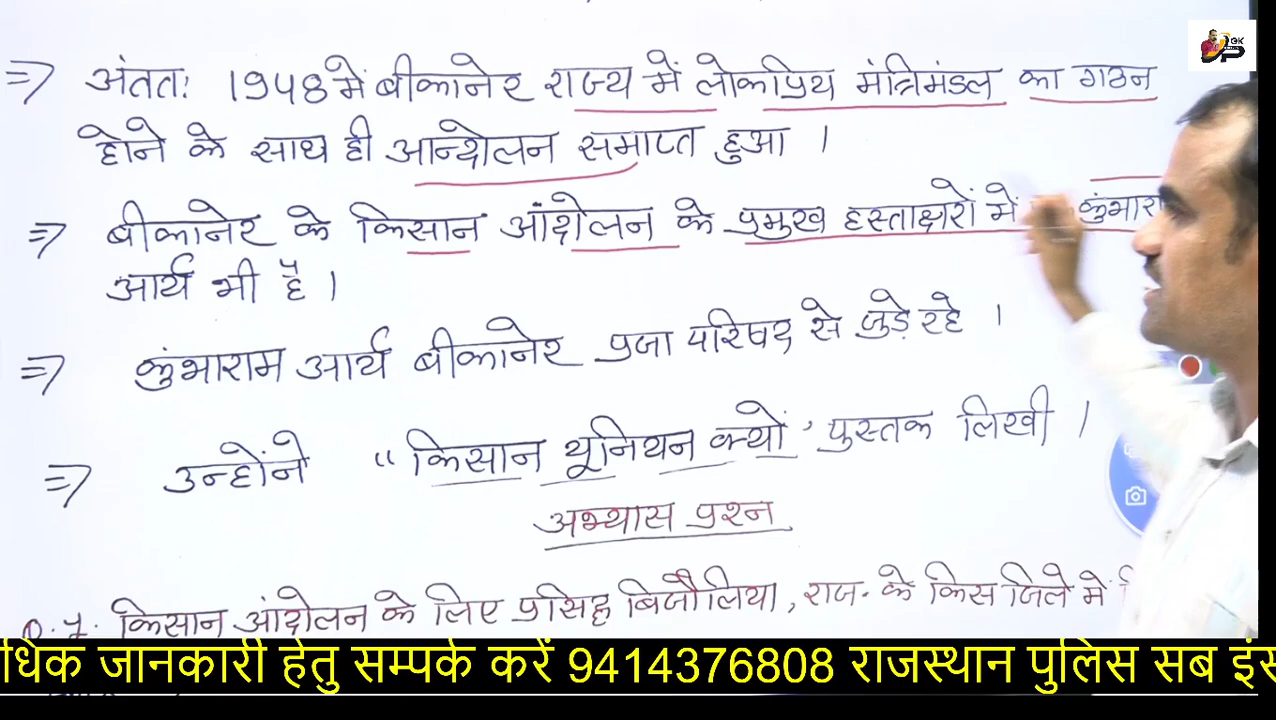 => अंततः 1948 में बीकानेर राज्य में लोकप्रिय मंत्रिमंडल का गठन
होने के साथ ही आन्दोलन समाप्त हुआ ।
=> बीकानेर के किसान आंदोलन के प्रमुख हस्ताक्षरों में
आर्य भी हैं ।
=> कुंभाराम आर्य बीकानेर प्रजा परिषद से जुड़े रहे ।
=> उन्होंने "किसान यूनियन क्यों' पुस्तक लिखी ।
अभ्यास प्रश्न
किसान आंदोलन के लिए प्रसिद्ध बिजौलिया, राज. के किस जिले में
धिक जानकारी हेतु सम्पर्क करें 9414376808 राजस्थान पुलिस सब इंस